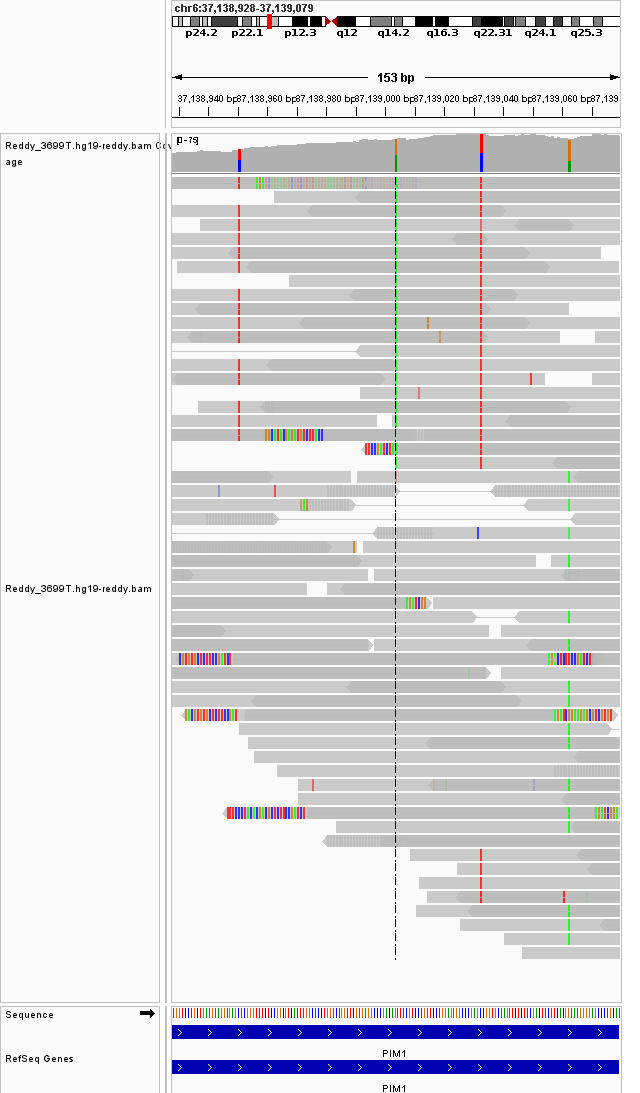 chr6:37,138,928-37,139,079
p24.2 p22.1 p12.3 q12 q14.2 q16.3 q22.31 q24.1 q25.3
153 bp
37,138,940 bp 37,138,960 bp 37,138,980 bp 37,139,000 bp 37,139,020 bp 37,139,040 bp 37,139,060 bp 37,139
Reddy_3699T.hg19-reddy.bam
age
Reddy_3699T.hg19-reddy.bam
Sequence
PIM1
RefSeq Genes
PIM1